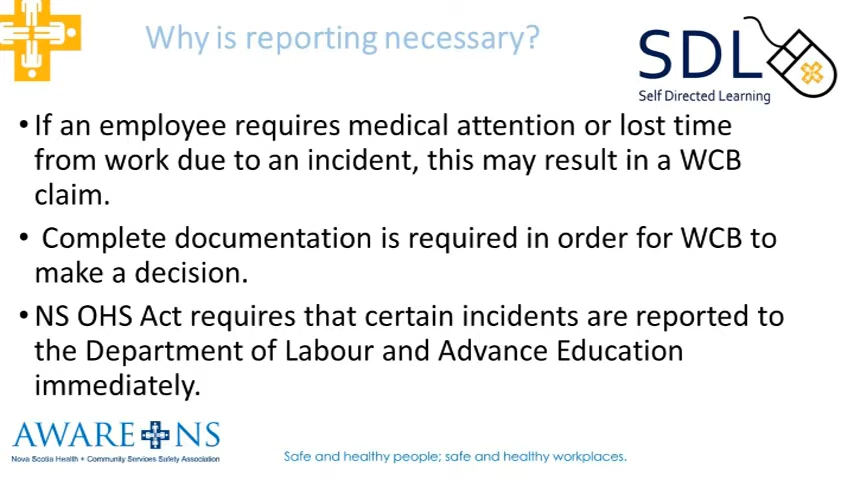 Why is reporting necessary?
SDL
Self Directed Learning
• If an employee requires medical attention or lost time
from work due to an incident, this may result in a WCB
claim.
• Complete documentation is required in order for WCB to
make a decision.
• NS OHS Act requires that certain incidents are reported to
the Department of Labour and Advance Education
immediately.
AWARE NS
Nova Scotia Health + Community Services Safety Association
Safe and healthy people; safe and healthy workplaces.